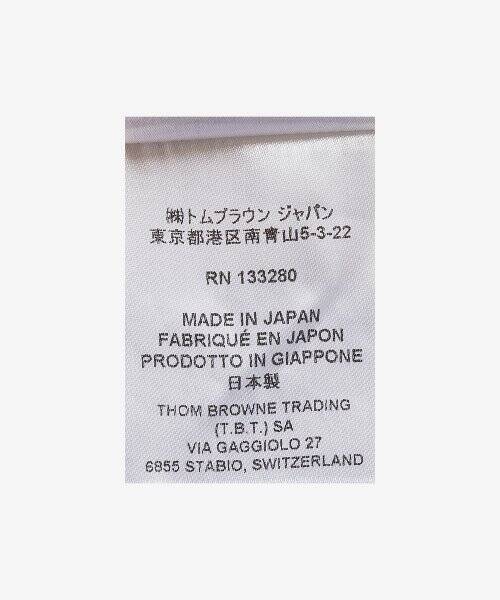 ㈱トムブラウン ジャパン
東京都港区南青山5-3-22
RN 133280
MADE IN JAPAN
FABRIQUÉ EN JAPON
PRODOTTO IN GIAPPONE
日本製
THOM BROWNE TRADING
(T.B.T.) SA
VIA GAGGIOLO 27
6855 STABIO, SWITZERLAND